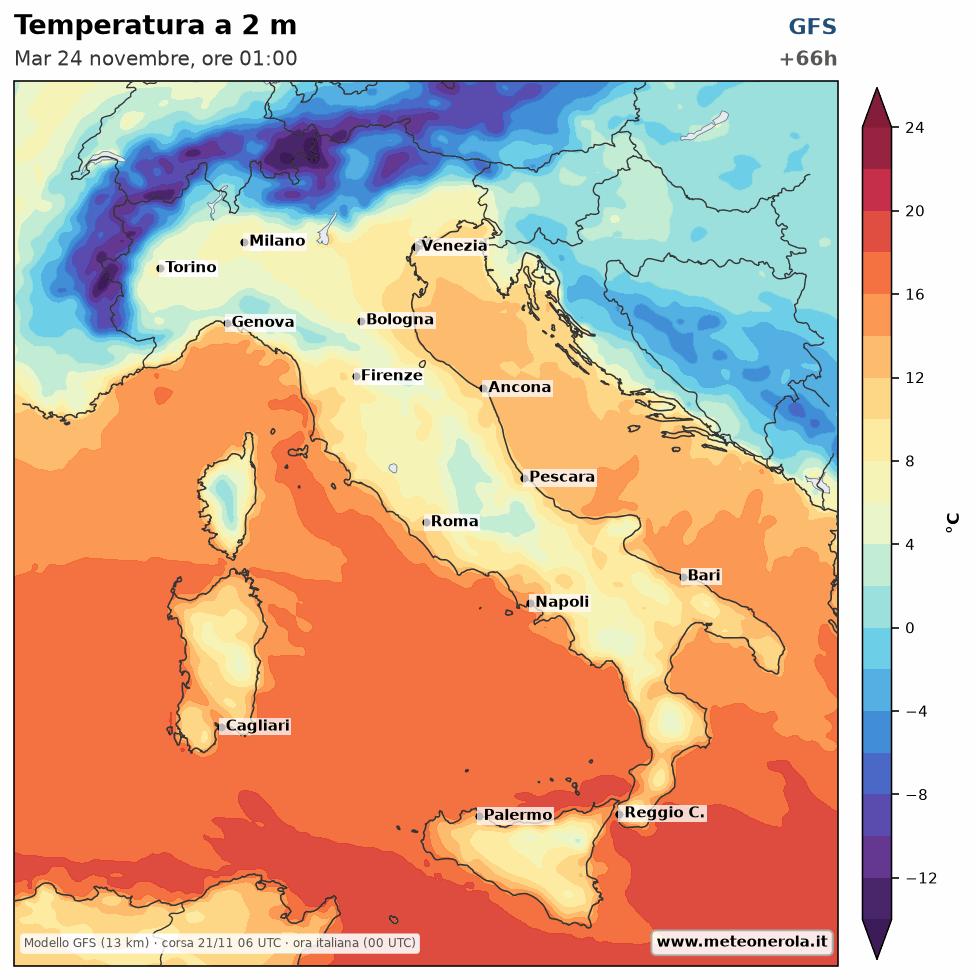 Temperatura a 2 m
GFS
Mar 24 novembre, ore 01:00
+66h
24
20
16
12
8
4
0
−4
−8
−12
°C
Milano
Venezia
Torino
Genova
Bologna
Firenze
Ancona
Pescara
Roma
Bari
Napoli
Cagliari
Palermo
Reggio C.
Modello GFS (13 km) · corsa 21/11 06 UTC · ora italiana (00 UTC)
www.meteonerola.it